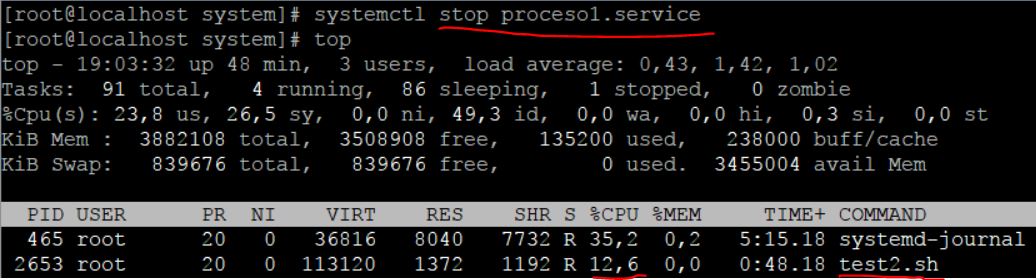 [root@localhost system]# systemctl stop proceso1.service
[root@localhost system]# top
top - 19:03:32 up 48 min,  3 users,  load average: 0,43, 1,42, 1,02
Tasks:  91 total,   4 running,  86 sleeping,   1 stopped,   0 zombie
%Cpu(s): 23,8 us, 26,5 sy,  0,0 ni, 49,3 id,  0,0 wa,  0,0 hi,  0,3 si,  0,0 st
KiB Mem :  3882108 total,  3508908 free,   135200 used,   238000 buff/cache
KiB Swap:   839676 total,   839676 free,        0 used.  3455004 avail Mem
PID USER      PR  NI    VIRT    RES    SHR S %CPU %MEM     TIME+ COMMAND
465 root      20   0   36816   8040   7732 R 35,2  0,2   5:15.18 systemd-journal
2653 root      20   0  113120   1372   1192 R 12,6  0,0   0:48.18 test2.sh